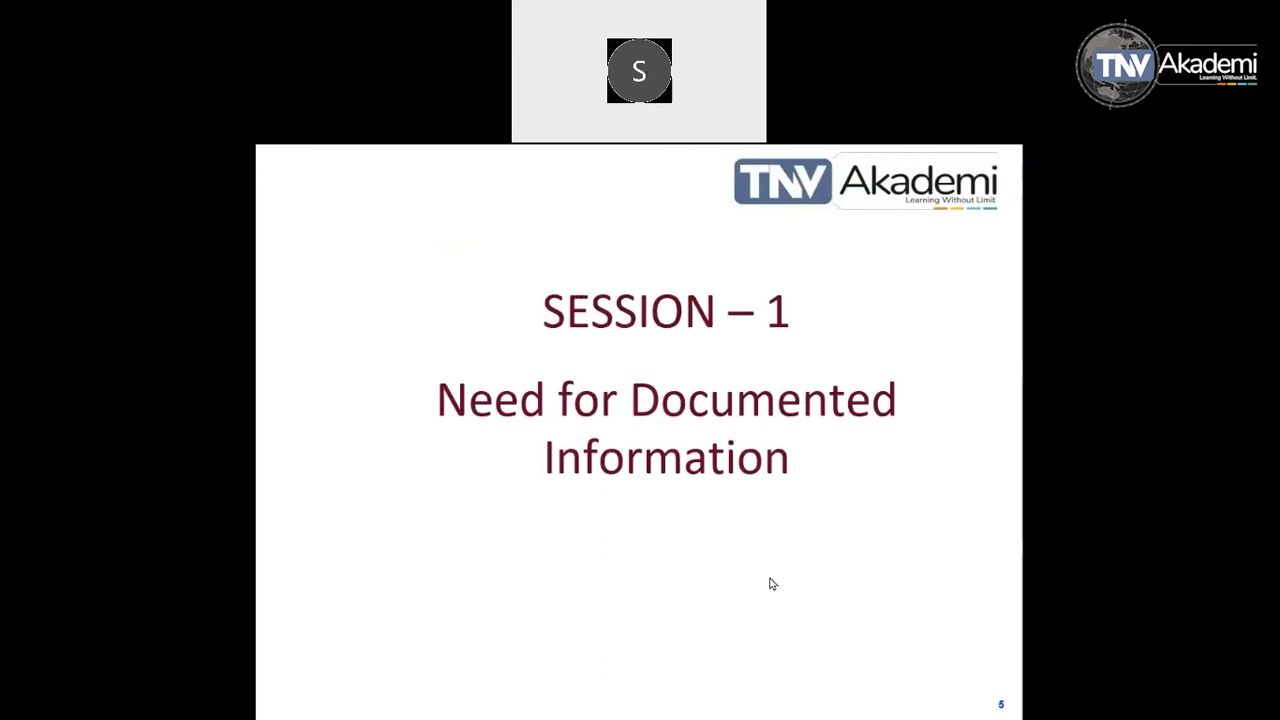 S
TNV Akademi
Learning Without Limit.
TNV Akademi
Learning Without Limit
SESSION – 1
Need for Documented
Information
5